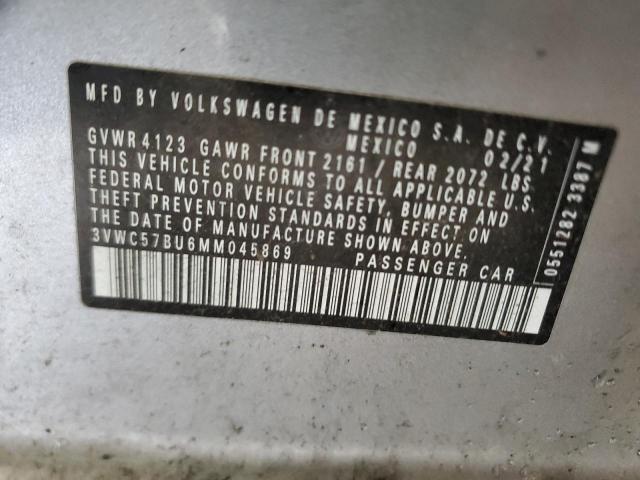 MFD BY VOLKSWAGEN DE MEXICO S.A. DE C.V.
MEXICO 02/21
GVWR 4123 GAWR FRONT 2161 / REAR 2072 LBS
THIS VEHICLE CONFORMS TO ALL APPLICABLE U.S.
FEDERAL MOTOR VEHICLE SAFETY, BUMPER, AND
THEFT PREVENTION STANDARDS IN EFFECT ON
THE DATE OF MANUFACTURE SHOWN ABOVE.
3VWC57BU6MM045869 PASSENGER CAR
0551282 3387 M